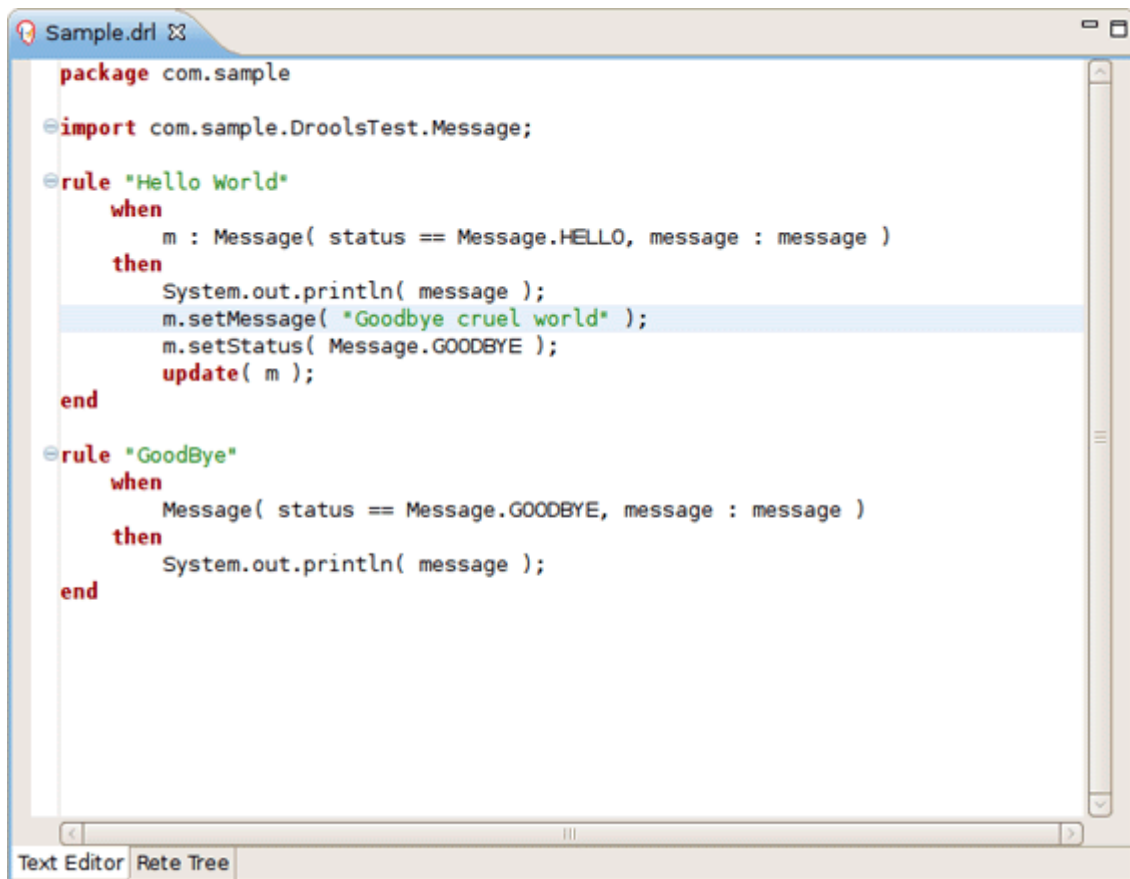 Sample.drl
package com.sample
import com.sample.DroolsTest.Message;
rule "Hello World"
when
m : Message( status == Message.HELLO, message : message )
then
System.out.println( message );
m.setMessage( "Goodbye cruel world" );
m.setStatus( Message.GOODBYE );
update( m );
end
rule "GoodBye"
when
Message( status == Message.GOODBYE, message : message )
then
System.out.println( message );
end
Text Editor Rete Tree